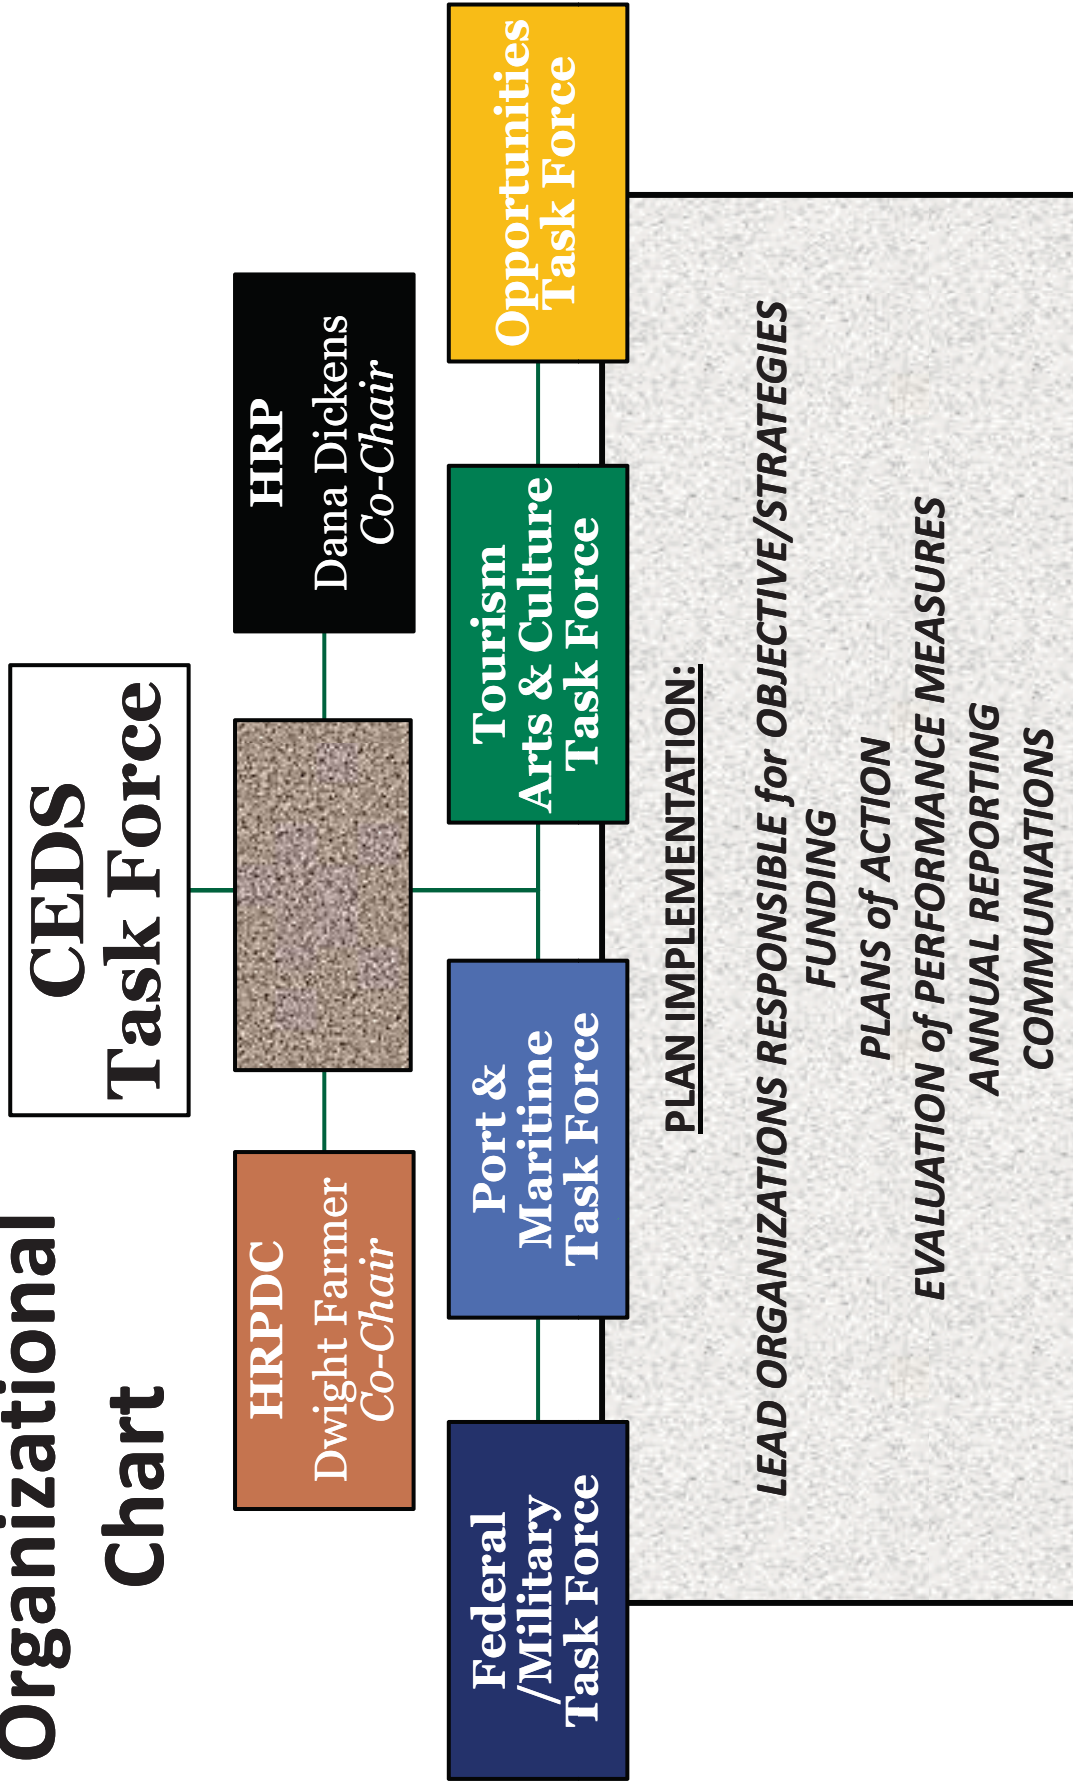 Organizational
Chart
CEDS
Task Force
HRPDC
Dwight Farmer
Co-Chair
HRP
Dana Dickens
Co-Chair
Federal
/Military
Task Force
Port &
Maritime
Task Force
Tourism
Arts & Culture
Task Force
Opportunities
Task Force
PLAN IMPLEMENTATION:
LEAD ORGANIZATIONS RESPONSIBLE for OBJECTIVE/STRATEGIES
FUNDING
PLANS of ACTION
EVALUATION of PERFORMANCE MEASURES
ANNUAL REPORTING
COMMUNIATIONS